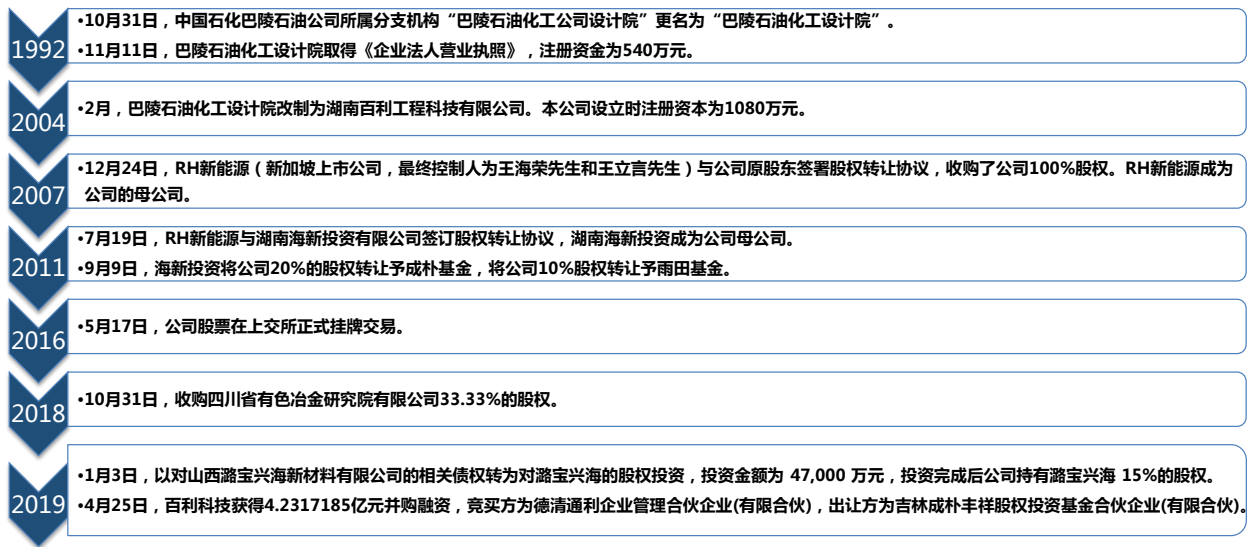 1992
•10月31日，中国石化巴陵石油公司所属分支机构“巴陵石油化工公司设计院”更名为“巴陵石油化工设计院”。
•11月11日，巴陵石油化工设计院取得《企业法人营业执照》，注册资金为540万元。
2004
•2月，巴陵石油化工设计院改制为湖南百利工程科技有限公司。本公司设立时注册资本为1080万元。
2007
•12月24日，RH新能源（新加坡上市公司，最终控制人为王海荣先生和王立言先生）与公司原股东签署股权转让协议，收购了公司100%股权。RH新能源成为
公司的母公司。
2011
•7月19日，RH新能源与湖南海新投资有限公司签订股权转让协议，湖南海新投资成为公司母公司。
•9月9日，海新投资将公司20%的股权转让予成朴基金，将公司10%股权转让予雨田基金。
2016
•5月17日，公司股票在上交所正式挂牌交易。
2018
•10月31日，收购四川省有色冶金研究院有限公司33.33%的股权。
2019
•1月3日，以对山西潞宝兴海新材料有限公司的相关债权转为对潞宝兴海的股权投资，投资金额为 47,000 万元，投资完成后公司持有潞宝兴海 15%的股权。
•4月25日，百利科技获得4.2317185亿元并购融资，竞买方为德清通利企业管理合伙企业(有限合伙)，出让方为吉林成朴丰祥股权投资基金合伙企业(有限合伙)。